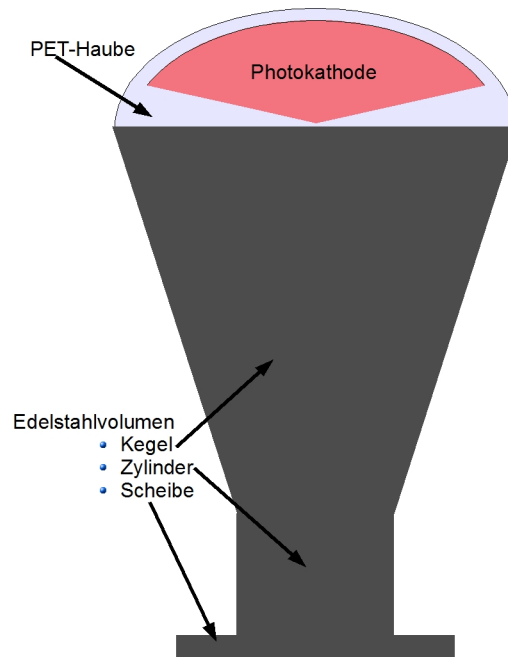 PET-Haube
Photokathode
Edelstahlvolumen
Kegel
Zylinder
Scheibe